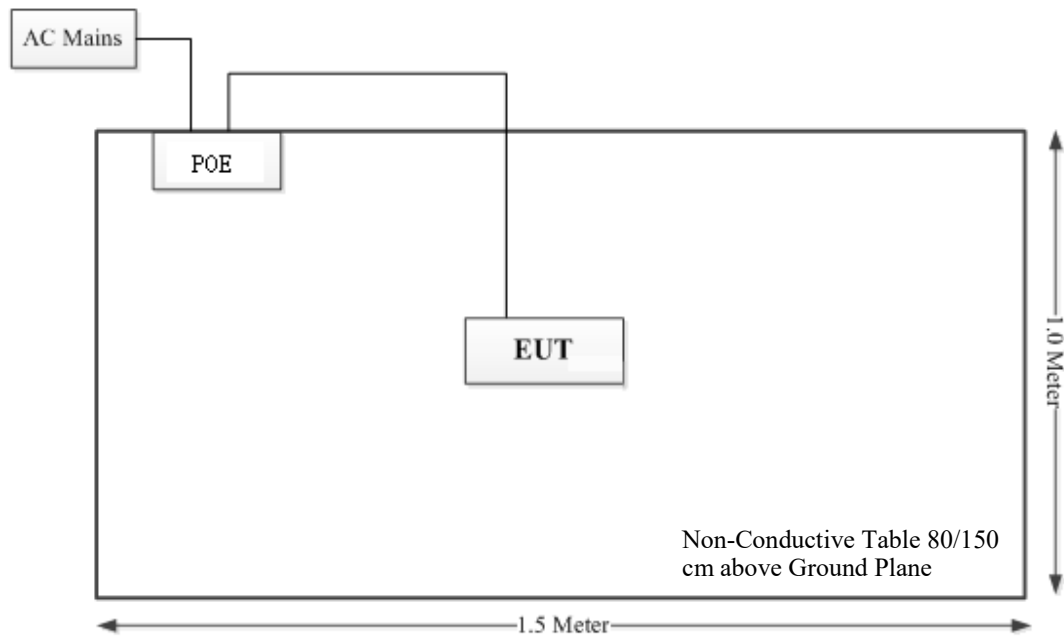 AC Mains
POE
EUT
1.0 Meter
Non-Conductive Table 80/150
cm above Ground Plane
1.5 Meter